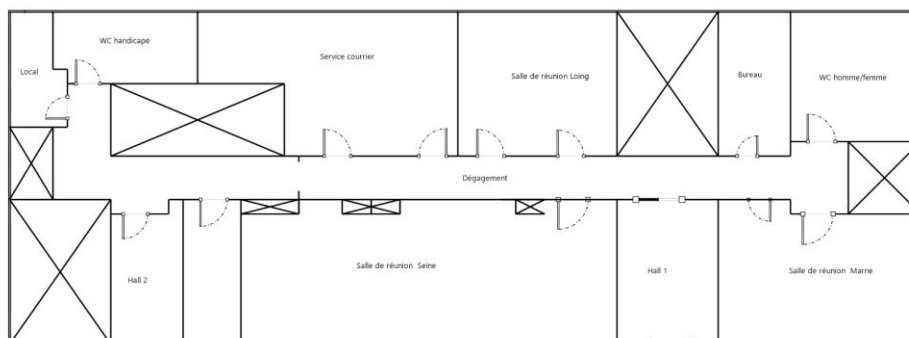 WC handicapé
Service courrier
Local
Salle de réunion Loing
Bureau
WC homme/femme
Dégagement
Salle de réunion Seine
Hall 2
Hall 1
Salle de réunion Marne